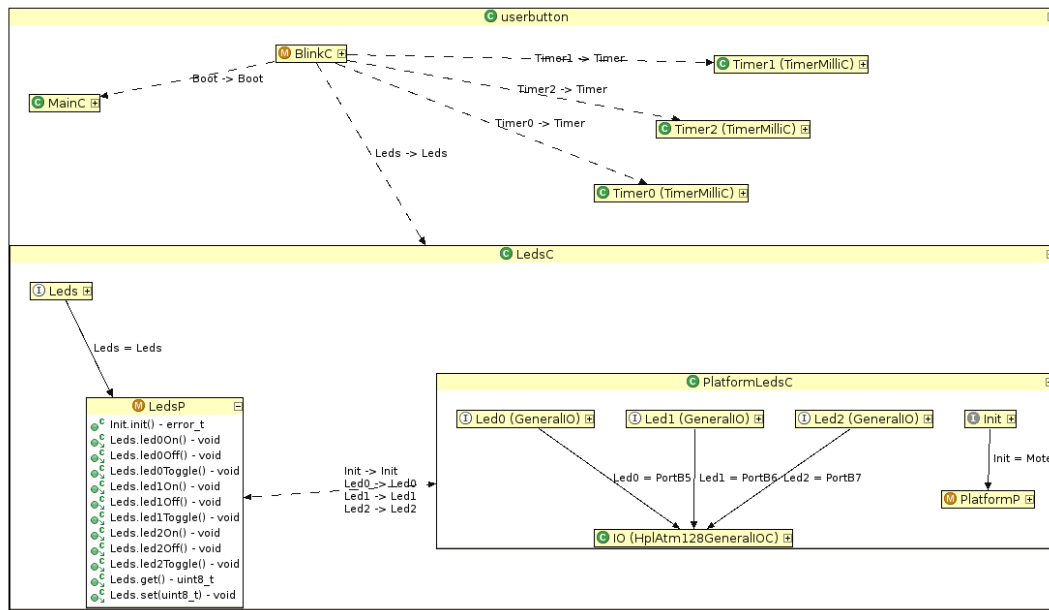 userbutton
BlinkC
Timer1 -> Timer
Timer1 (TimerMilliC)
Boot -> Boot
MainC
Timer2 -> Timer
Timer2 (TimerMilliC)
Timer0 -> Timer
Leds -> Leds
Timer0 (TimerMilliC)
LedsC
Leds
Leds = Leds
LedsP
Init.init() - error_t
Leds.led0On() - void
Leds.led0Off() - void
Leds.led0Toggle() - void
Leds.led1On() - void
Leds.led1Off() - void
Leds.led1Toggle() - void
Leds.led2On() - void
Leds.led2Off() - void
Leds.led2Toggle() - void
Leds.get() - uint8_t
Leds.set(uint8_t) - void
Init -> Init
Led0 -> Led0
Led1 -> Led1
Led2 -> Led2
PlatformLedsC
Led0 (GeneralIO)
Led1 (GeneralIO)
Led2 (GeneralIO)
Init
Init = Mote
Led0 = PortB5
Led1 = PortB6
Led2 = PortB7
PlatformP
IO (HplAtm128GeneralIOC)